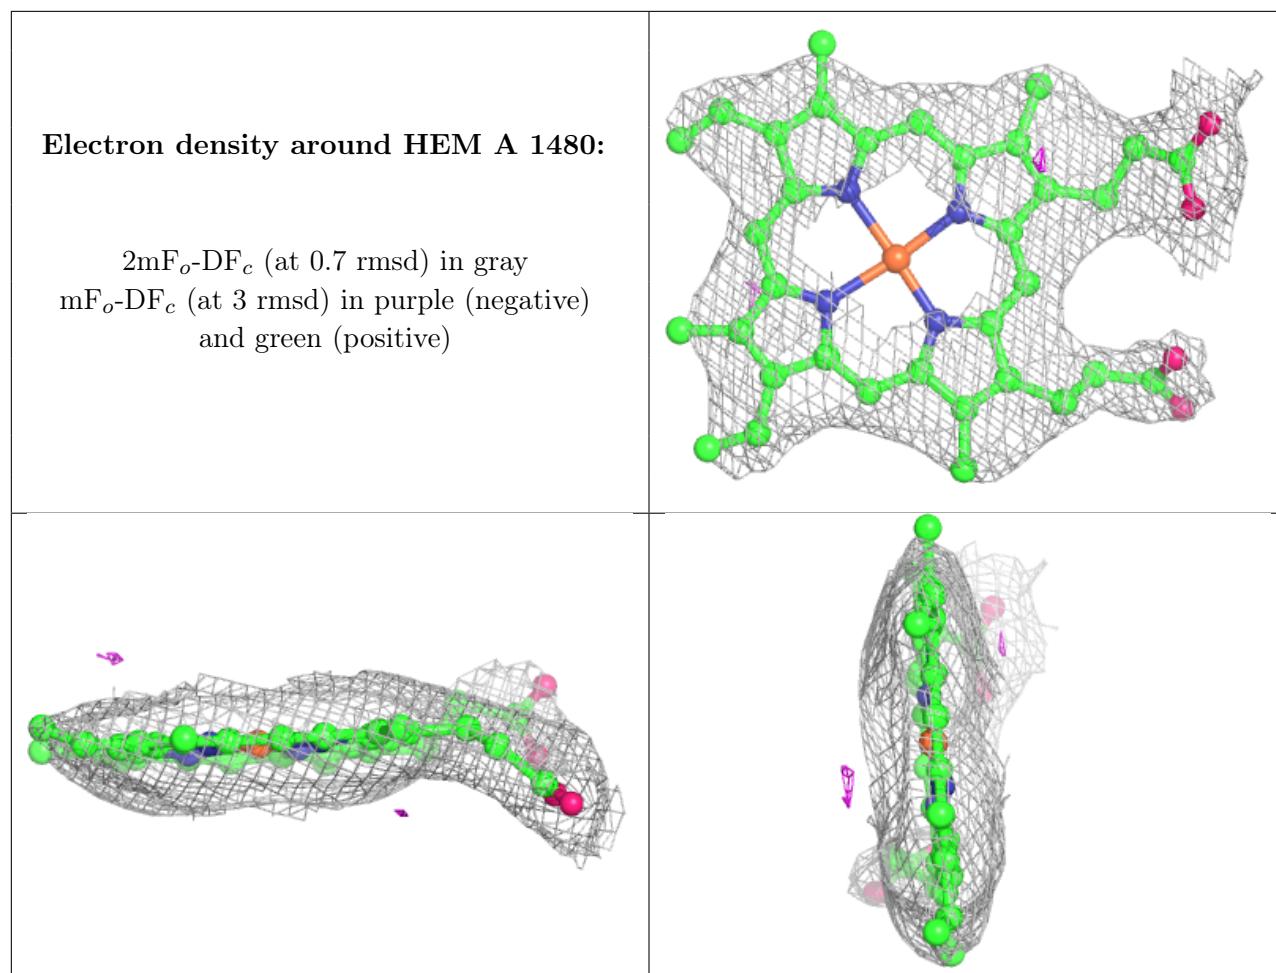 Electron density around HEM A 1480:
2mFo-DFc (at 0.7 rmsd) in gray
mFo-DFc (at 3 rmsd) in purple (negative)
and green (positive)